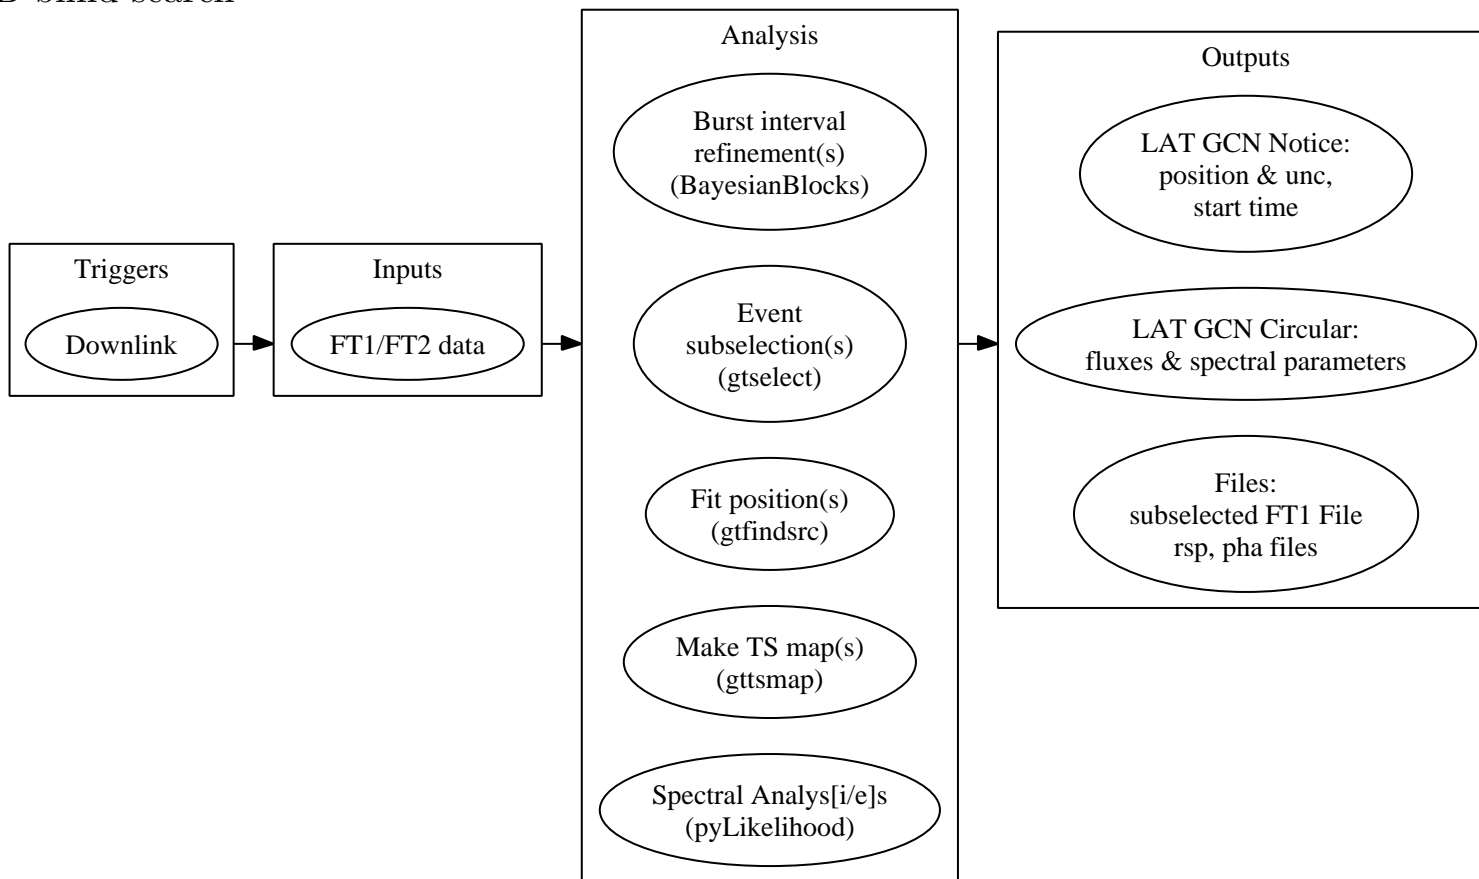 Triggers
Downlink
Inputs
FT1/FT2 data
Analysis
Burst interval
refinement(s)
(BayesianBlocks)
Event
subselection(s)
(gtselect)
Fit position(s)
(gtfindsrc)
Make TS map(s)
(gttsmap)
Spectral Analys[i/e]s
(pyLikelihood)
Outputs
LAT GCN Notice:
position & unc,
start time
LAT GCN Circular:
fluxes & spectral parameters
Files:
subselected FT1 File
rsp, pha files